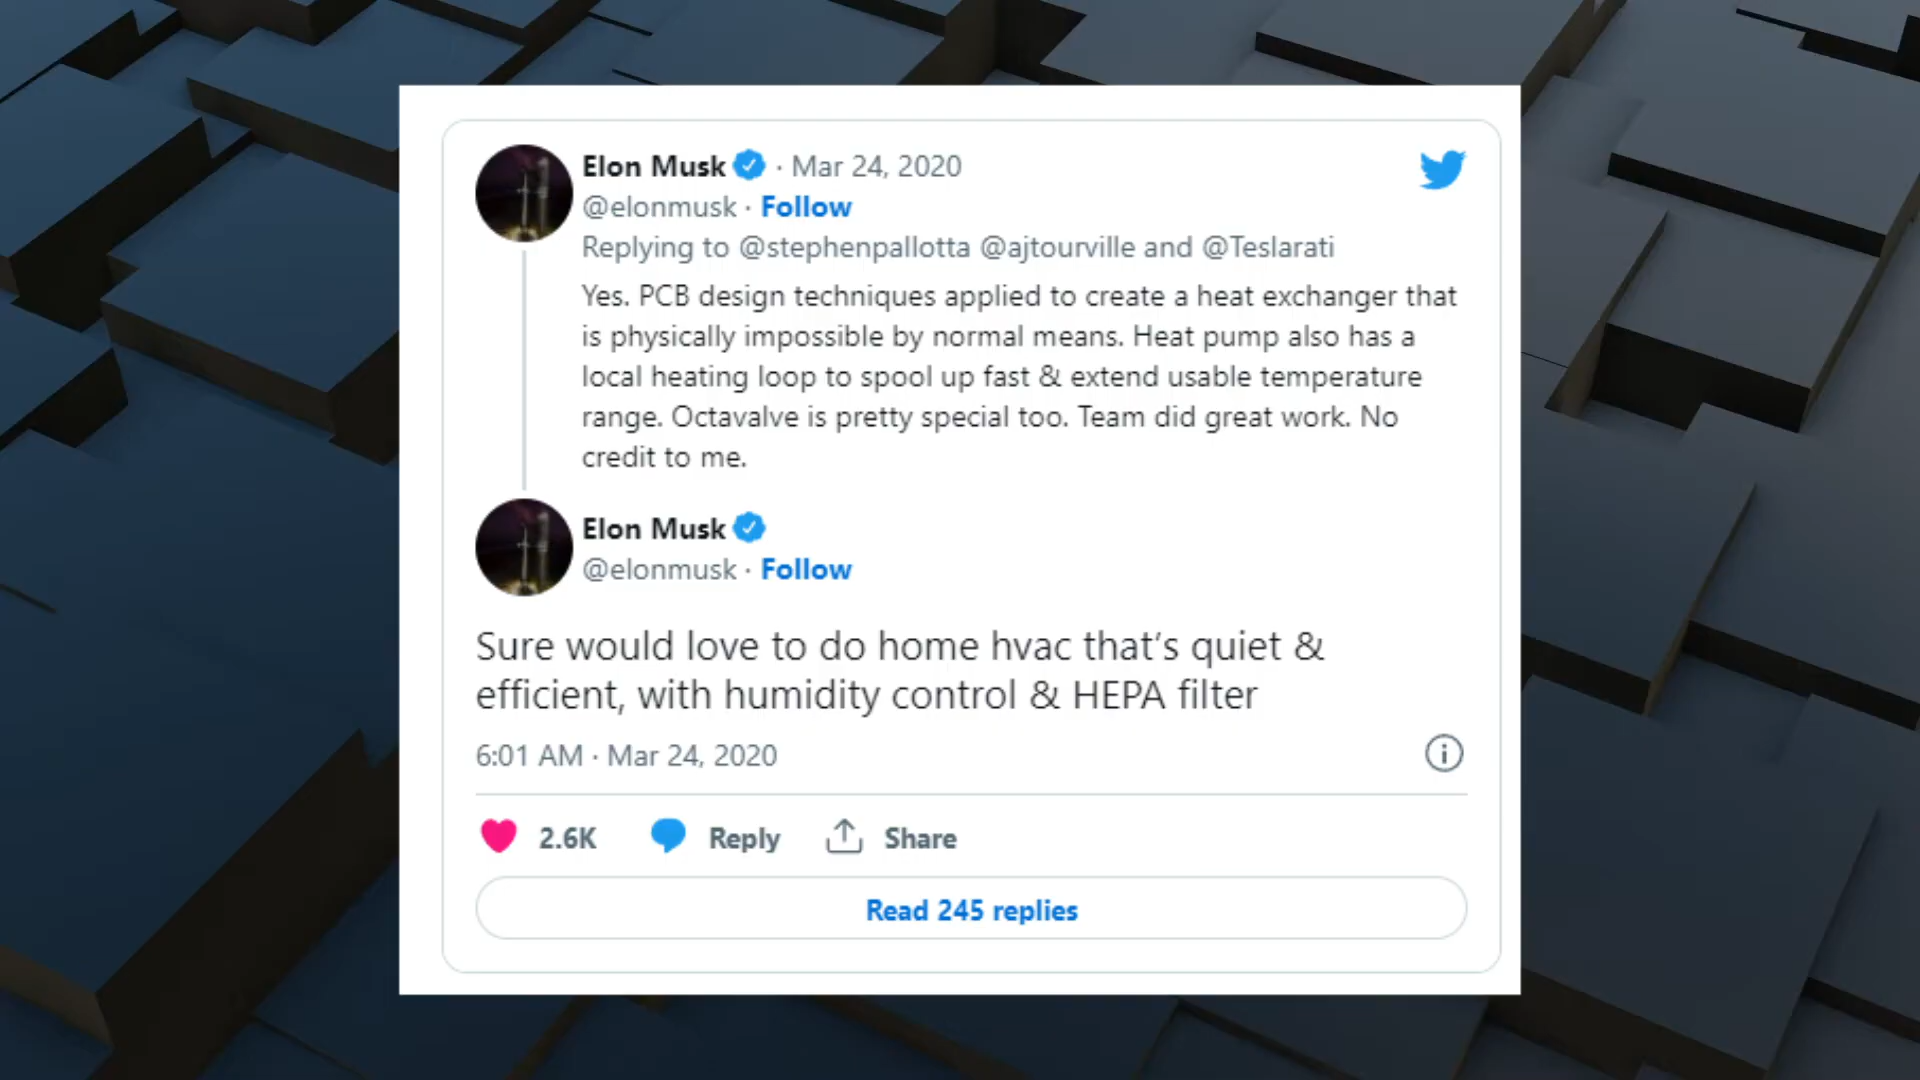 Elon Musk · Mar 24, 2020
@elonmusk · Follow
Replying to @stephenpallotta @ajtourville and @Teslarati
Yes. PCB design techniques applied to create a heat exchanger that
is physically impossible by normal means. Heat pump also has a
local heating loop to spool up fast & extend usable temperature
range. Octavalve is pretty special too. Team did great work. No
credit to me.
Elon Musk
@elonmusk · Follow
Sure would love to do home hvac that's quiet &
efficient, with humidity control & HEPA filter
6:01 AM · Mar 24, 2020
2.6K Reply Share
Read 245 replies